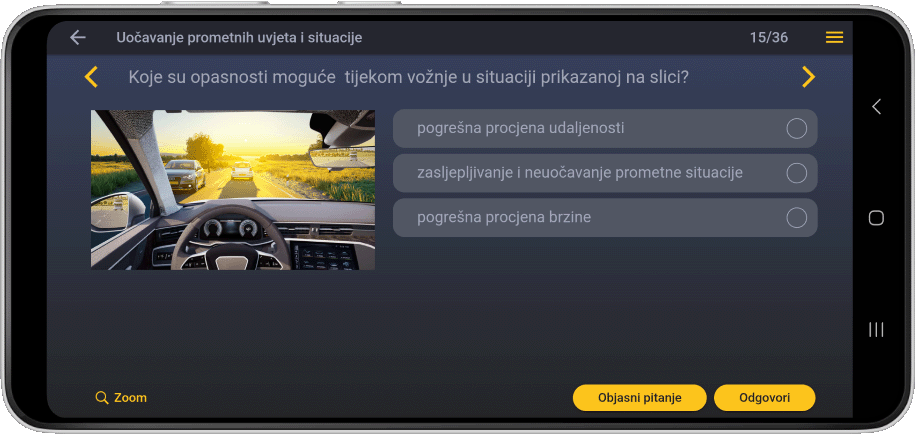 Uočavanje prometnih uvjeta i situacije
15/36
Koje su opasnosti moguće  tijekom vožnje u situaciji prikazanoj na slici?
pogrešna procjena udaljenosti
zasljepljivanje i neuočavanje prometne situacije
pogrešna procjena brzine
Zoom
Objasni pitanje
Odgovori